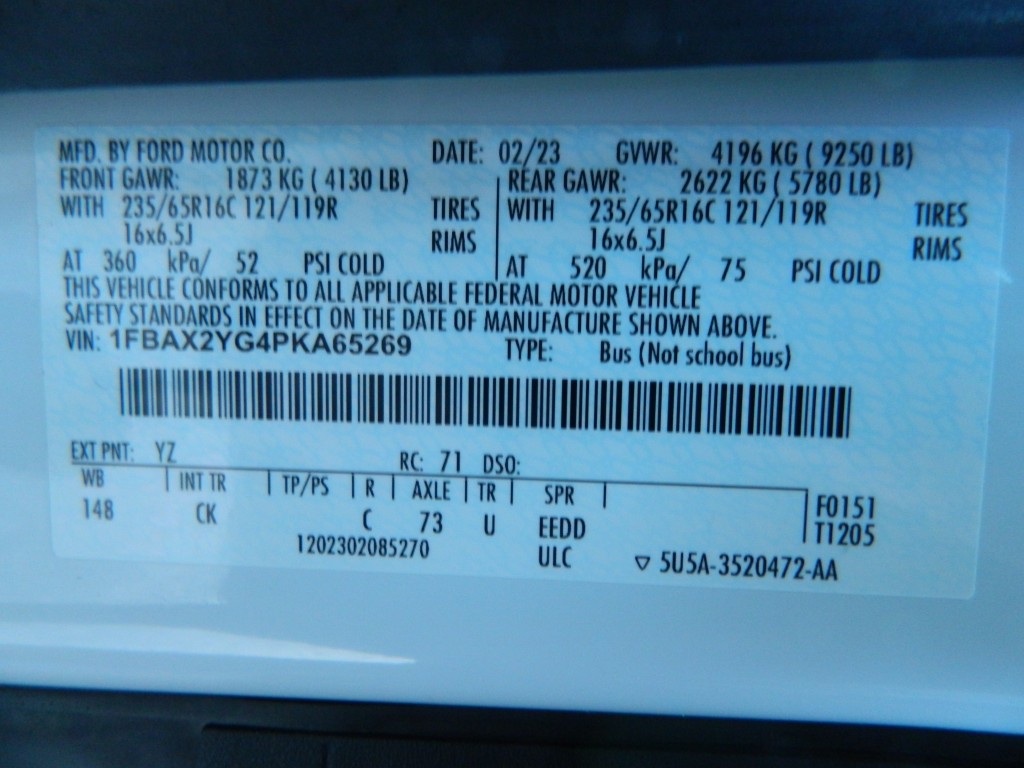 MFD. BY FORD MOTOR CO. DATE: 02/23 GVWR: 4196 KG ( 9250 LB)
FRONT GAWR: 1873 KG ( 4130 LB) REAR GAWR: 2622 KG ( 5780 LB)
WITH 235/65R16C 121/119R TIRES WITH 235/65R16C 121/119R TIRES
16x6.5J RIMS 16x6.5J RIMS
AT 360 kPa/ 52 PSI COLD AT 520 kPa/ 75 PSI COLD
THIS VEHICLE CONFORMS TO ALL APPLICABLE FEDERAL MOTOR VEHICLE
SAFETY STANDARDS IN EFFECT ON THE DATE OF MANUFACTURE SHOWN ABOVE.
VIN: 1FBAX2YG4PKA65269 TYPE: Bus (Not school bus)
EXT PNT: YZ RC: 71 DSO:
WB INT TR TP/PS R AXLE TR SPR F0151
148 CK C 73 U EEDD T1205
1202302085270 ULC ▽ 5U5A-3520472-AA